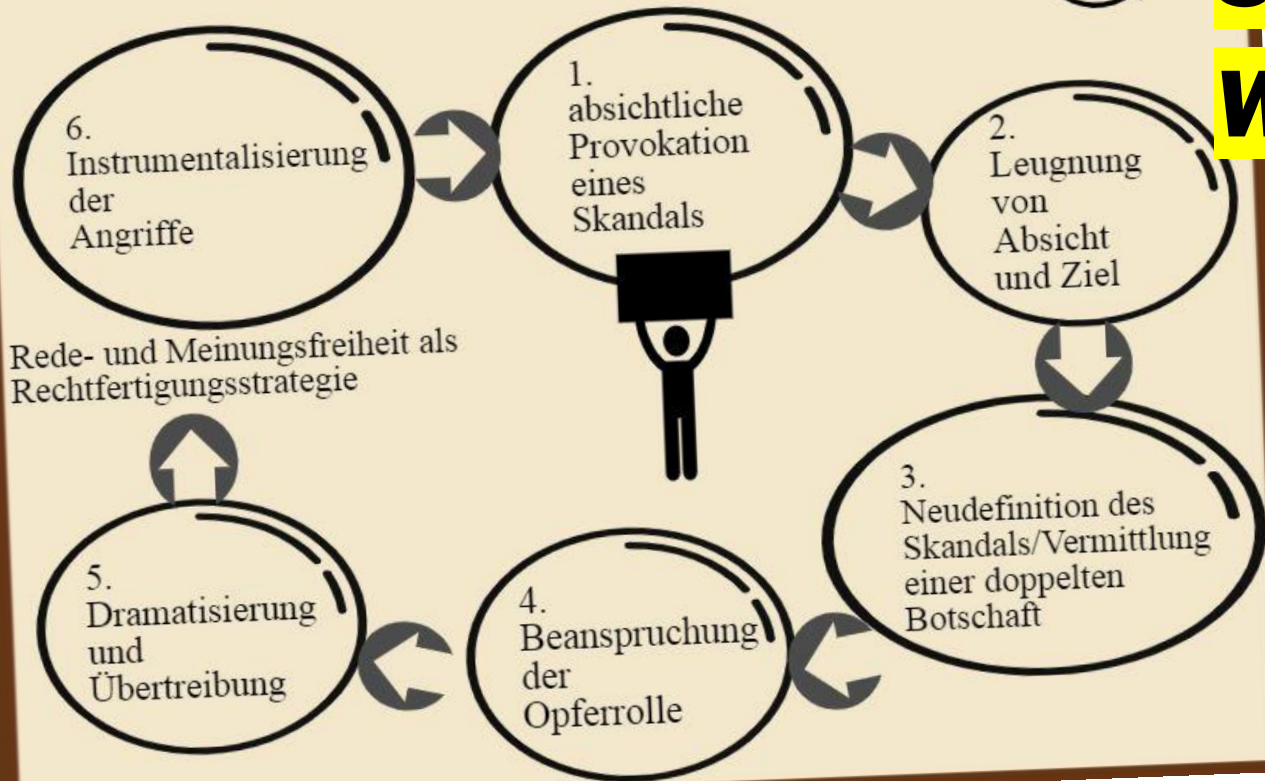 1.
absichtliche
Provokation
eines
Skandals
2.
Leugnung
von
Absicht
und Ziel
3.
Neudefinition des
Skandals/Vermittlung
einer doppelten
Botschaft
4.
Beanspruchung
der
Opferrolle
5.
Dramatisierung
und
Übertreibung
Rede- und Meinungsfreiheit als
Rechtfertigungsstrategie
6.
Instrumentalisierung
der
Angriffe